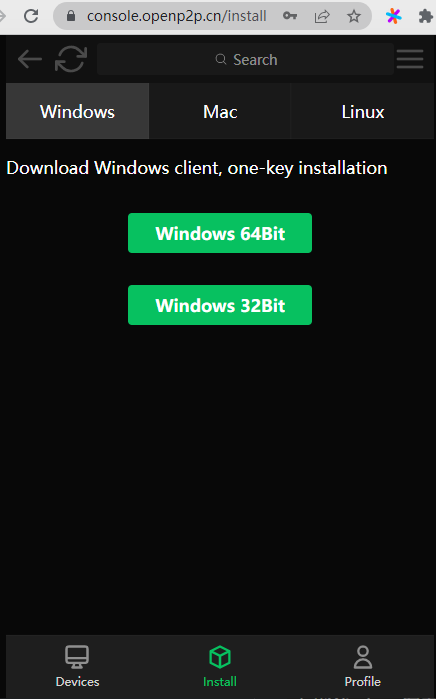 console.openp2p.cn/install
Search
Windows
Mac
Linux
Download Windows client, one-key installation
Windows 64Bit
Windows 32Bit
Devices
Install
Profile